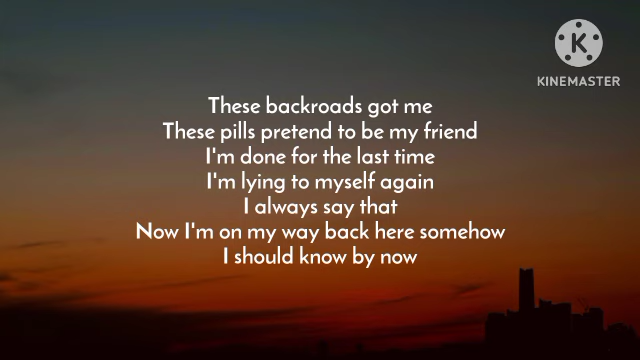 KINEMASTER
These backroads got me
These pills pretend to be my friend
I'm done for the last time
I'm lying to myself again
I always say that
Now I'm on my way back here somehow
I should know by now